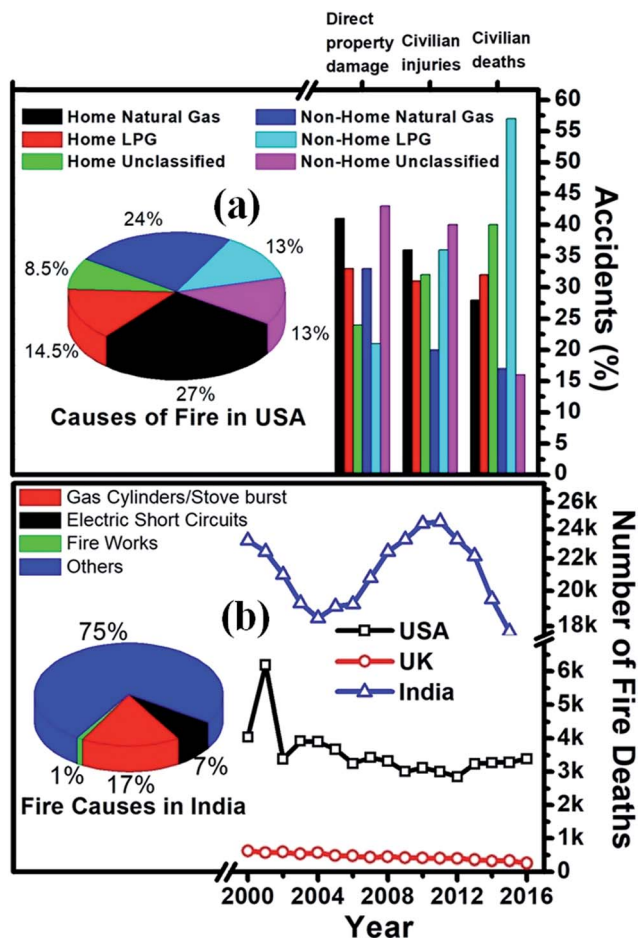 Direct property damage
Civilian injuries
Civilian deaths
Home Natural Gas
Home LPG
Home Unclassified
Non-Home Natural Gas
Non-Home LPG
Non-Home Unclassified
(a)
24%
13%
8.5%
14.5%
27%
13%
Causes of Fire in USA
60
55
50
45
40
35
30
25
20
15
10
5
0
Accidents (%)
Gas Cylinders/Stove burst
Electric Short Circuits
Fire Works
Others
(b)
75%
1%
17%
7%
Fire Causes in India
USA
UK
India
26k
24k
22k
20k
18k
6k
5k
4k
3k
2k
1k
0
Number of Fire Deaths
2000
2004
2008
2012
2016
Year